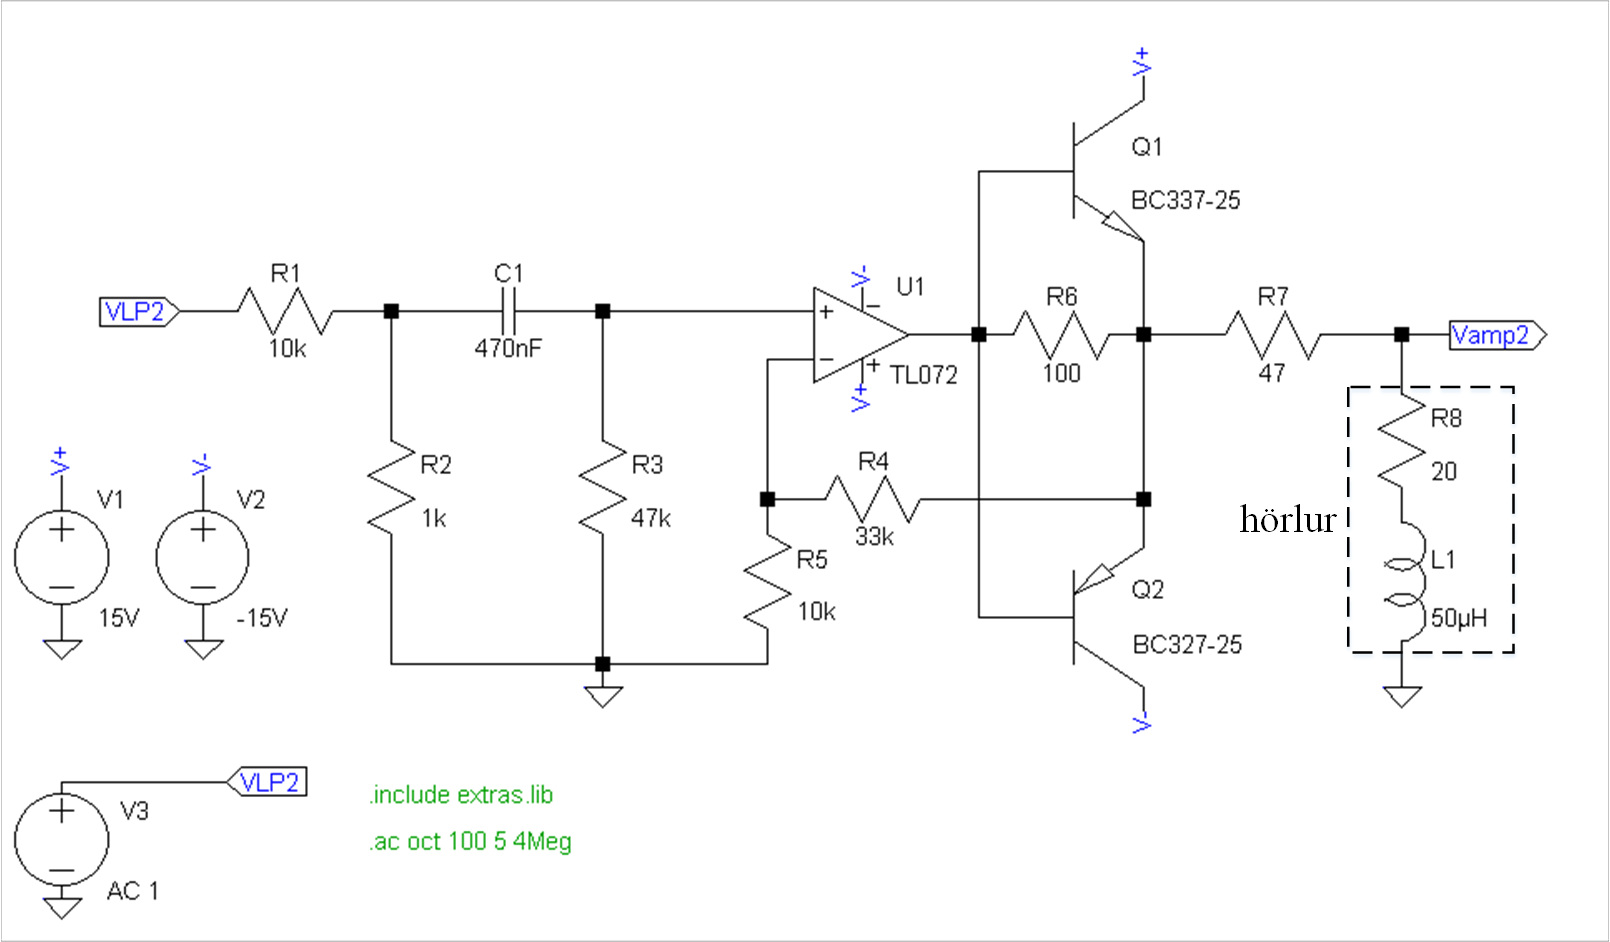 V+
Q1
BC337-25
VLP2
R1
10k
C1
470nF
V-
U1
+
−
−
+
TL072
V+
R6
100
R7
47
Vamp2
R2
1k
R3
47k
R4
33k
R5
10k
R8
20
hörlur
L1
50µH
Q2
BC327-25
V-
V+
V1
+
−
15V
V-
V2
+
−
-15V
VLP2
V3
+
−
AC 1
.include extras.lib
.ac oct 100 5 4Meg